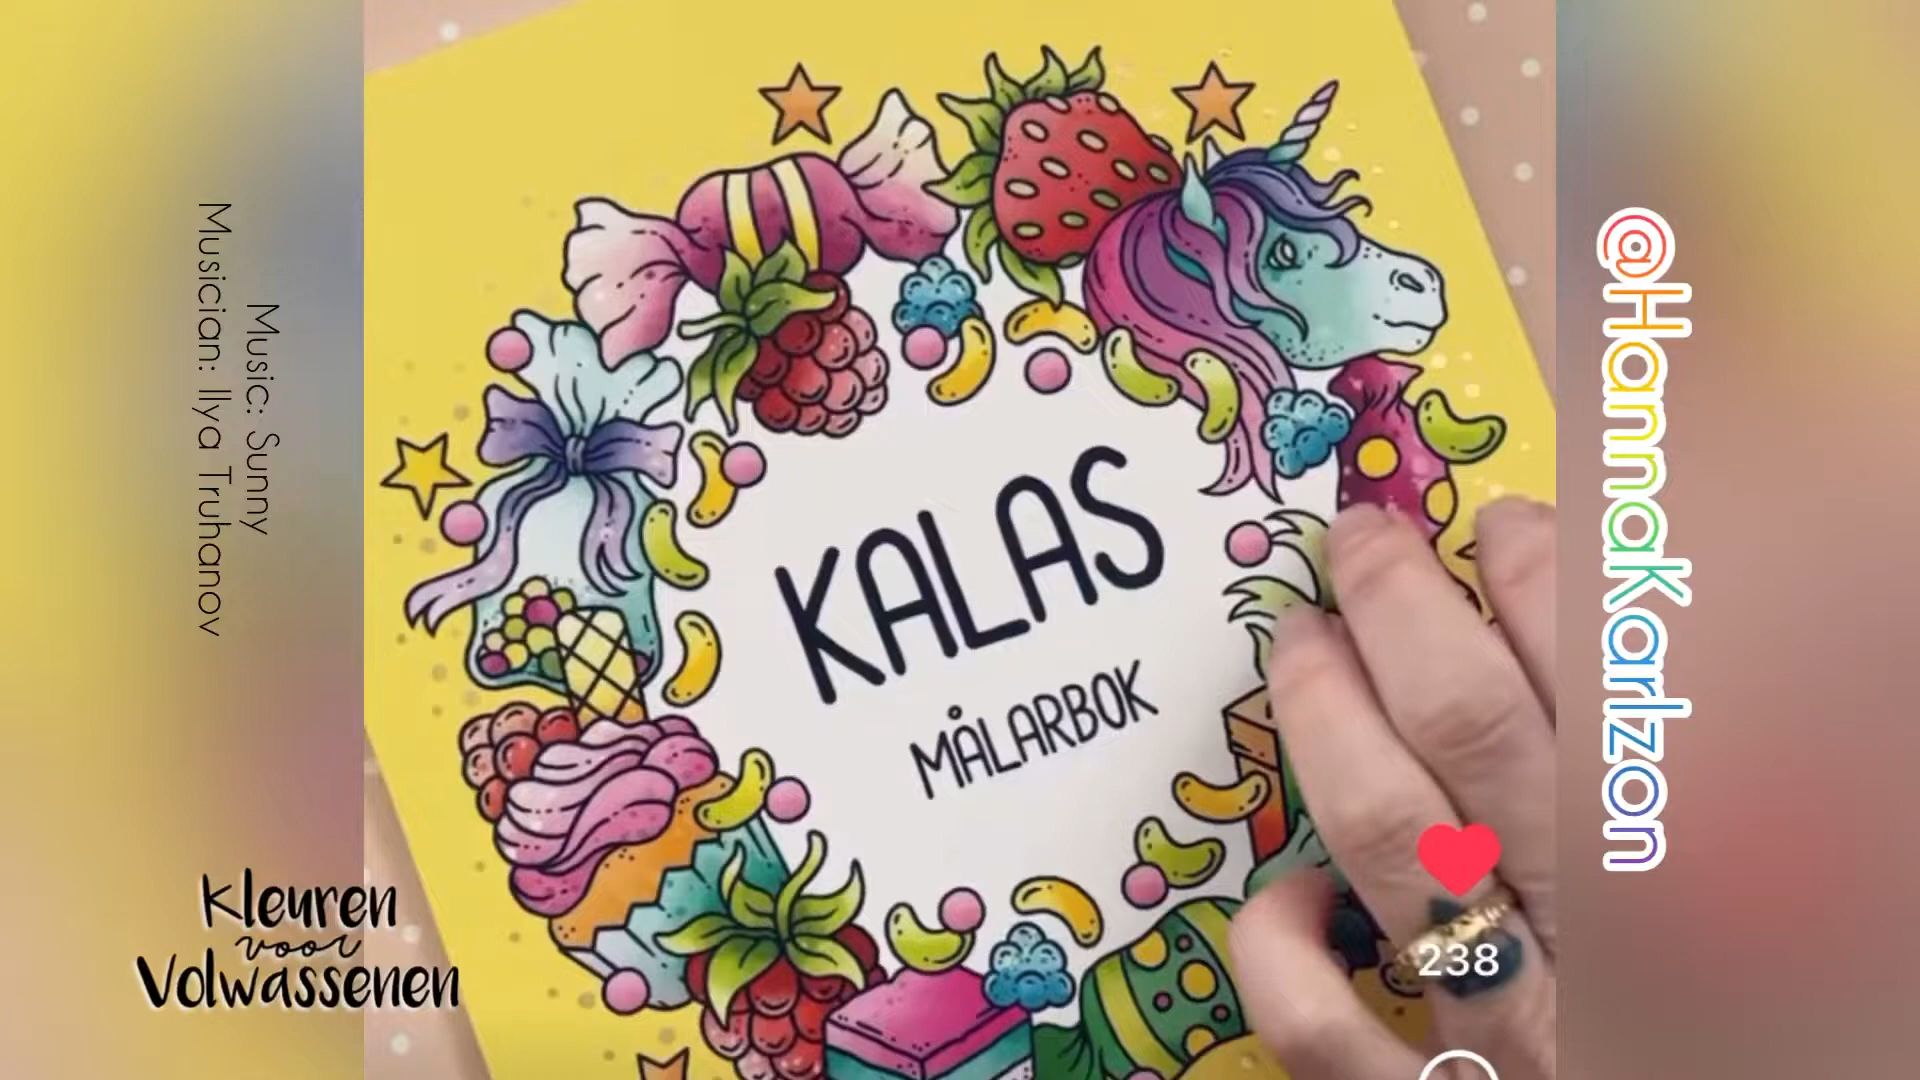 Music: Sunny
Musician: Ilya Truhanov
Kleuren
voor
Volwassenen
KALAS
MÅLARBOK
238
@HannaKarlzon